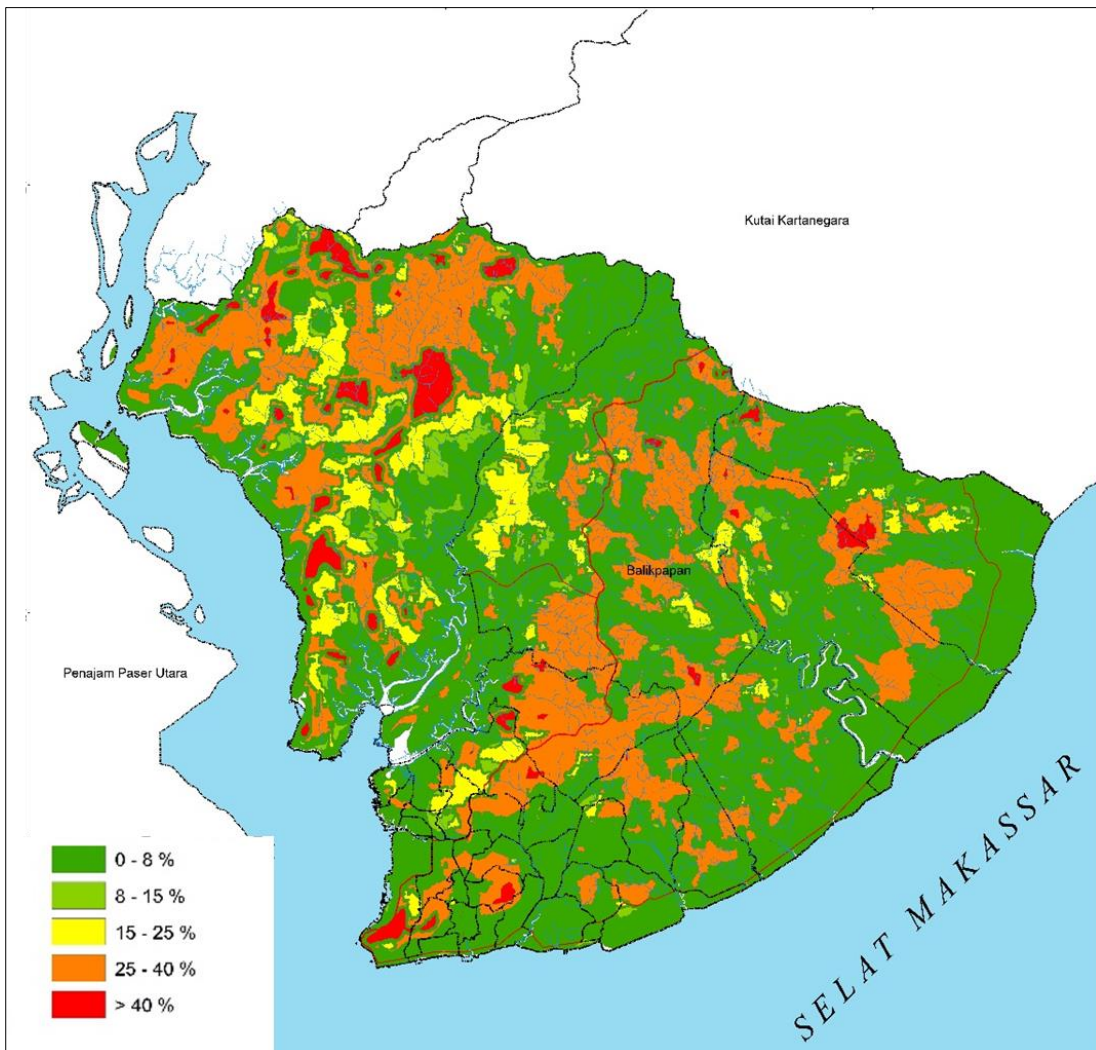 Kutai Kartanegara
Balikpapan
Penajam Paser Utara
SELAT MAKASSAR
0 - 8 %
8 - 15 %
15 - 25 %
25 - 40 %
> 40 %